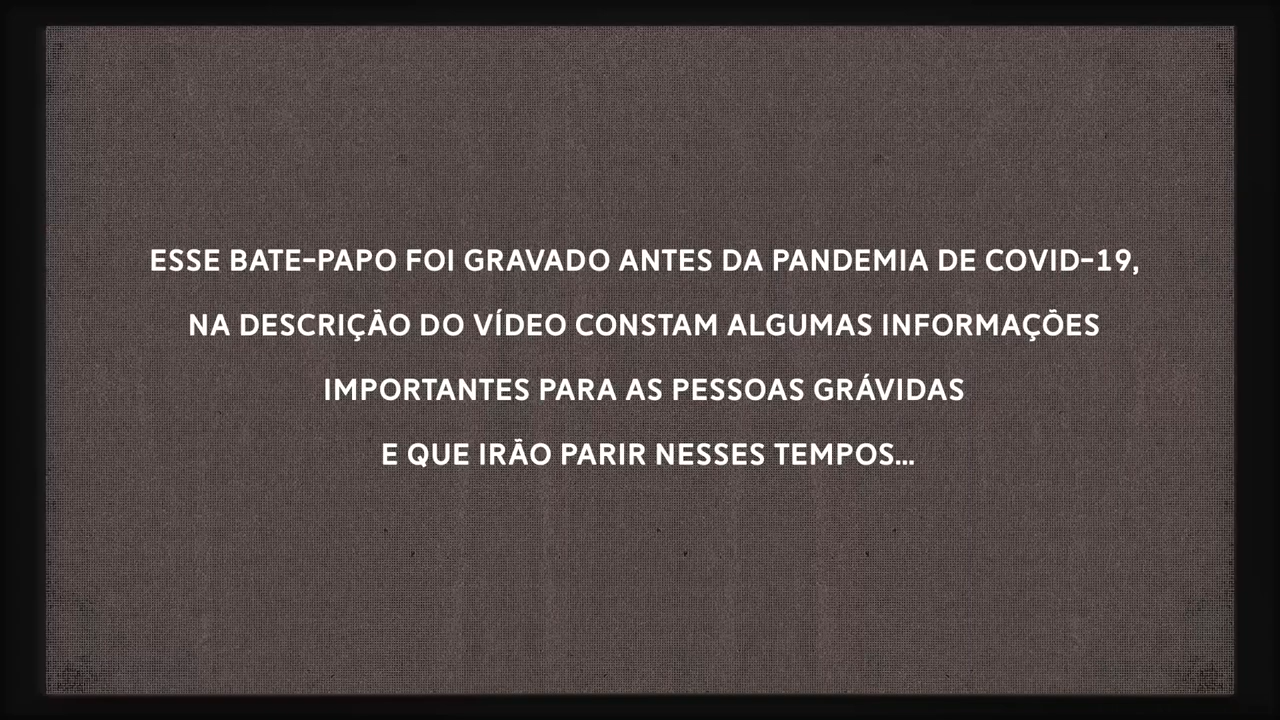 ESSE BATE-PAPO FOI GRAVADO ANTES DA PANDEMIA DE COVID-19,
NA DESCRIÇÃO DO VÍDEO CONSTAM ALGUMAS INFORMAÇÕES
IMPORTANTES PARA AS PESSOAS GRÁVIDAS
E QUE IRÃO PARIR NESSES TEMPOS...